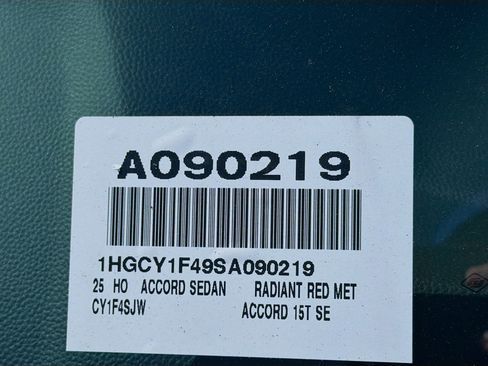 A090219
1HGCY1F49SA090219
25 HO ACCORD SEDAN RADIANT RED MET
CY1F4SJW ACCORD 15T SE